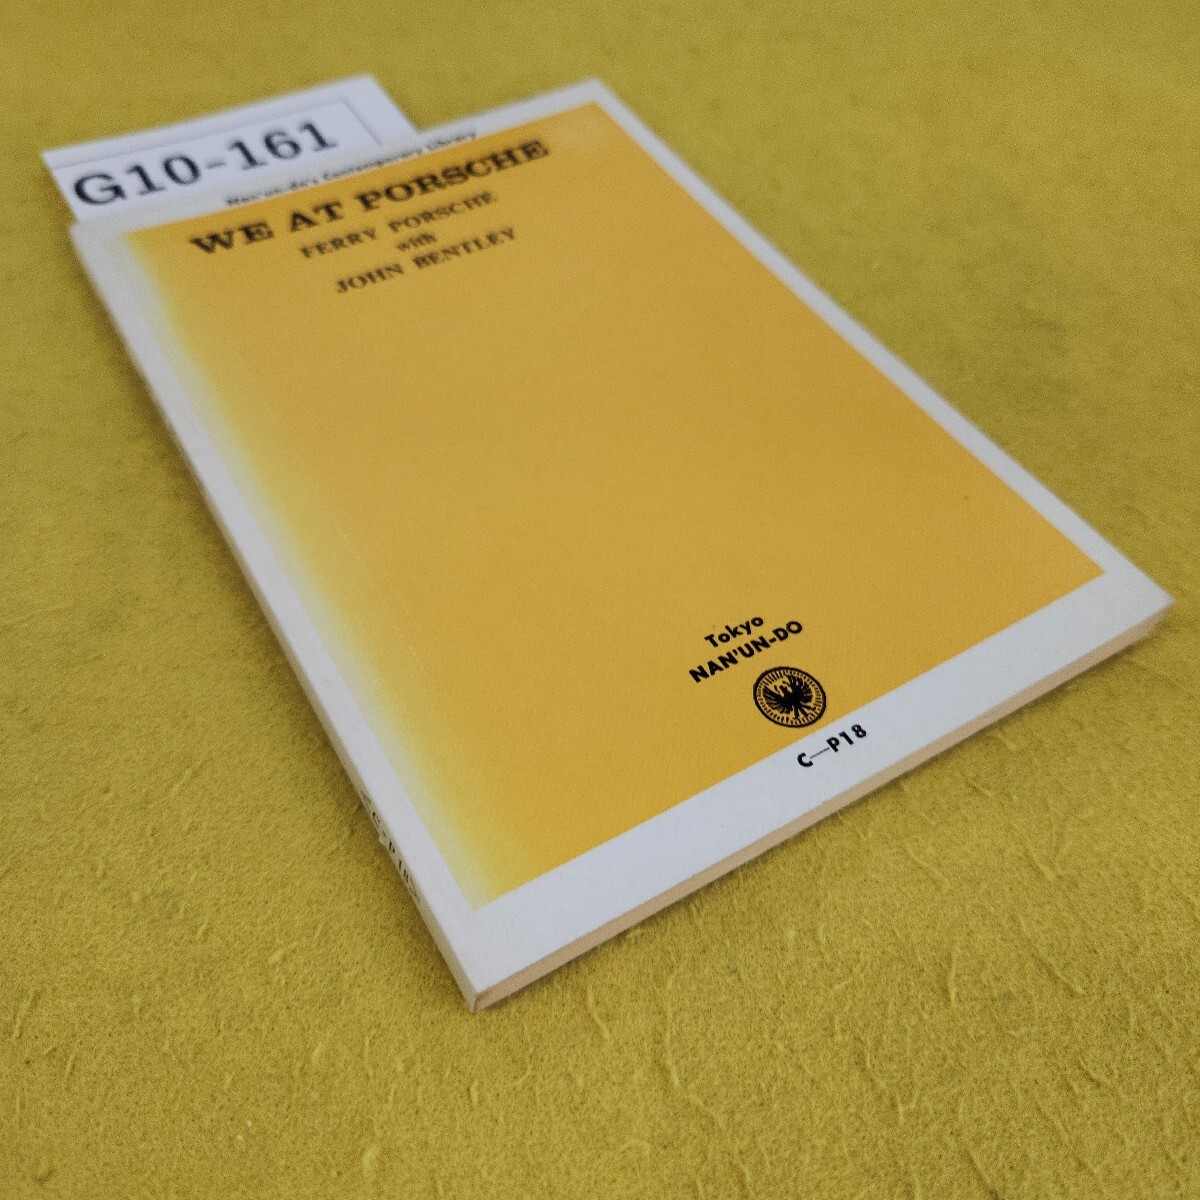 G10-161
Nan'un-do's Contemporary Library
WE AT PORSCHE
FERRY PORSCHE
with
JOHN BENTLEY
Tokyo
NAN'UN-DO
C—P18
C-P18